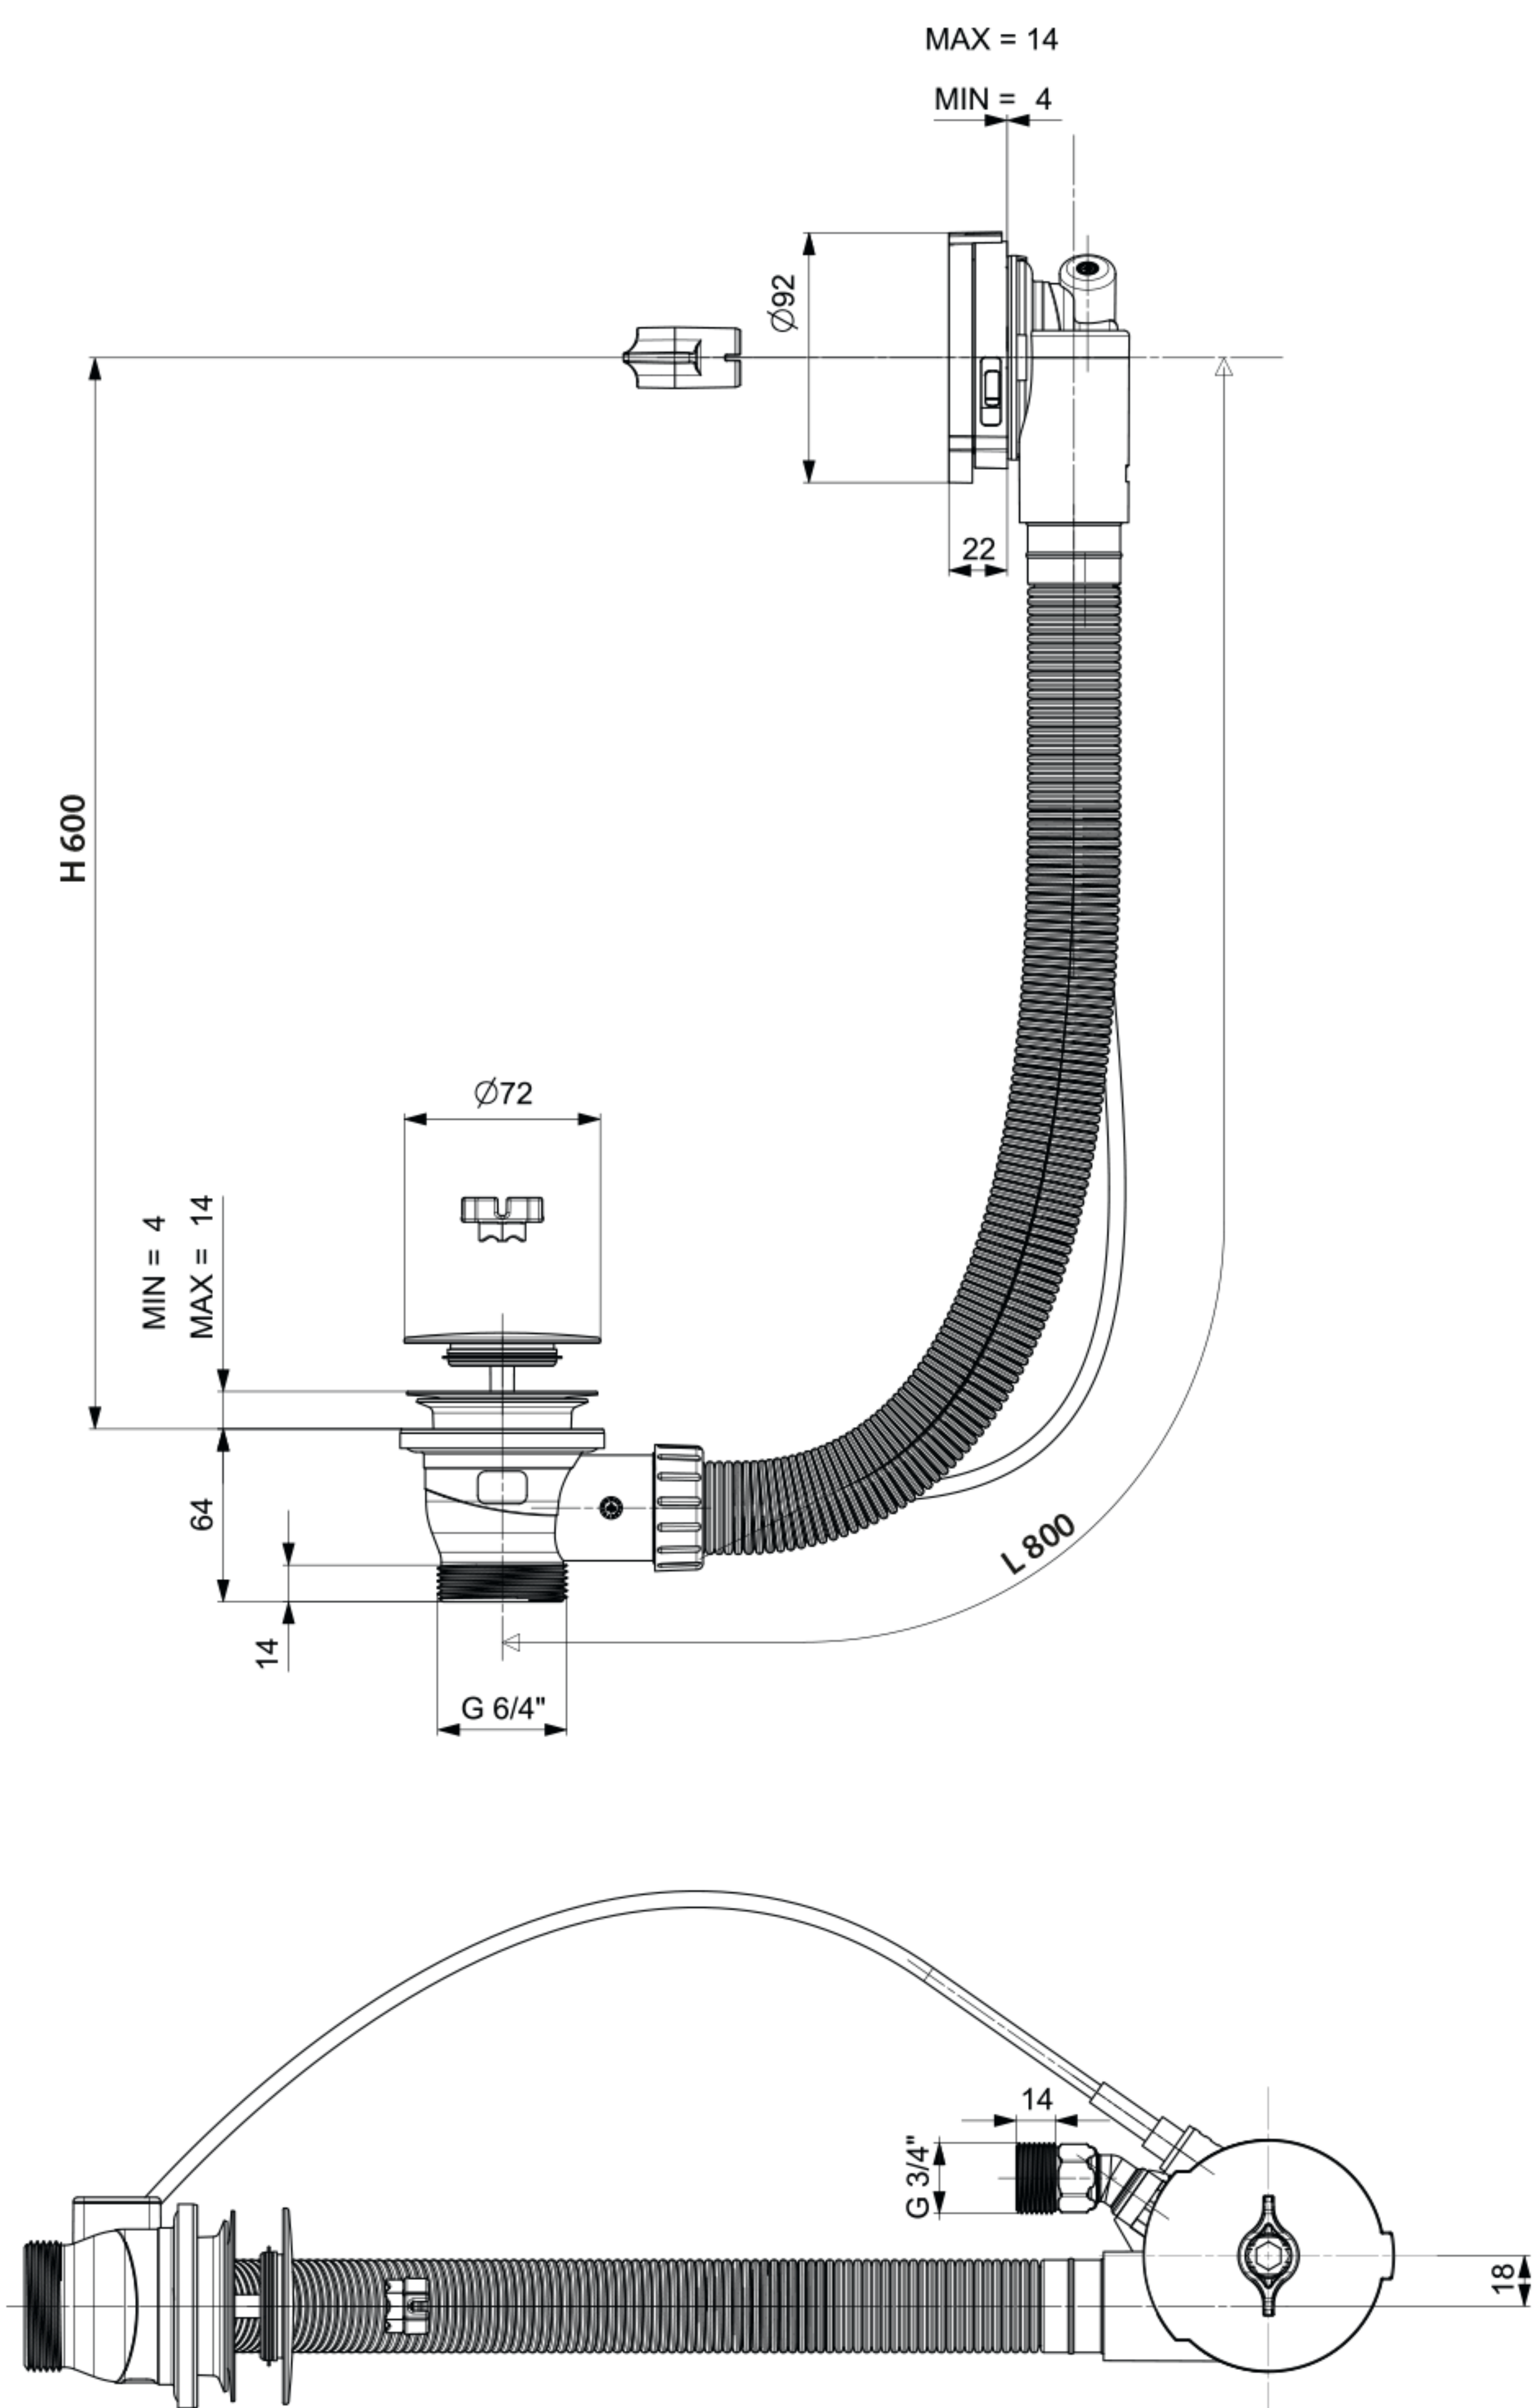 MAX = 14
MIN = 4
Ø92
22
H 600
Ø72
MIN = 4
MAX = 14
64
14
L 800
G 6/4"
14
G 3/4"
18